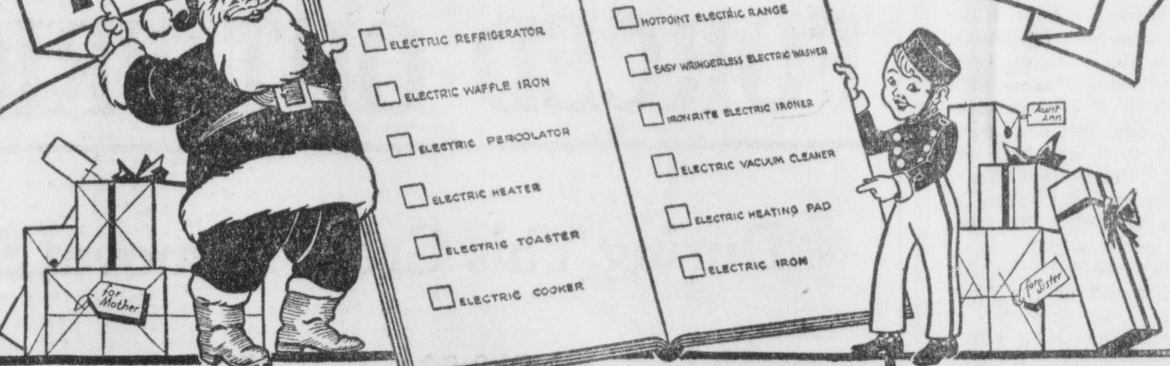 ELECTRIC REFRIGERATOR
ELECTRIC WAFFLE IRON
ELECTRIC PERCOLATOR
ELECTRIC HEATER
ELECTRIC TOASTER
ELECTRIC COOKER
HOTPOINT ELECTRIC RANGE
EASY WRINGERLESS ELECTRIC WASHER
IRONRITE ELECTRIC IRONER
ELECTRIC VACUUM CLEANER
ELECTRIC HEATING PAD
ELECTRIC IRON
for
Mother
Aunt
Ann
for
Sister